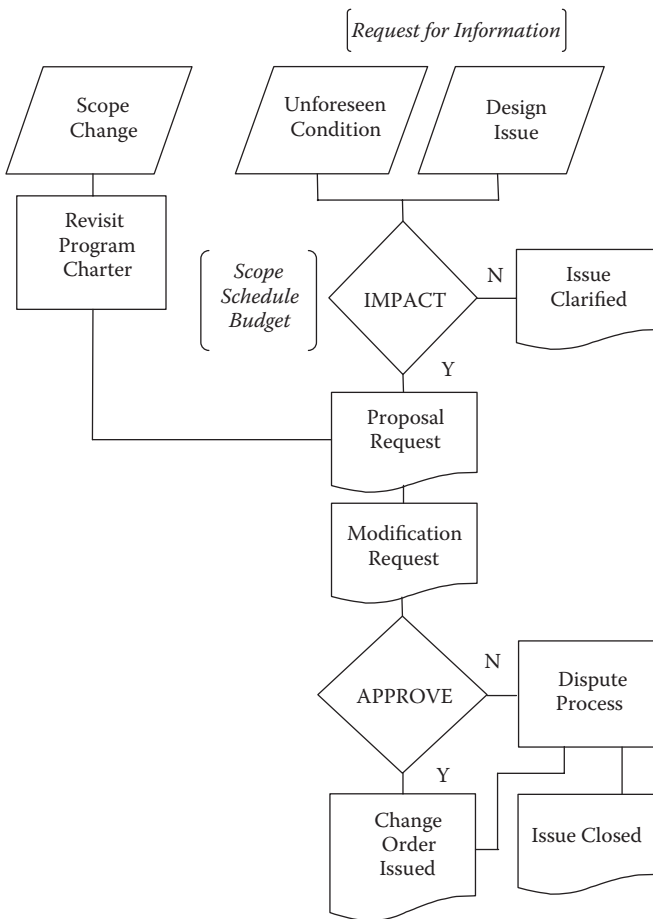 Request for Information
Scope
Change
Unforeseen
Condition
Design
Issue
Revisit
Program
Charter
Scope
Schedule
Budget
IMPACT
N
Issue
Clarified
Y
Proposal
Request
Modification
Request
APPROVE
N
Dispute
Process
Y
Change
Order
Issued
Issue Closed